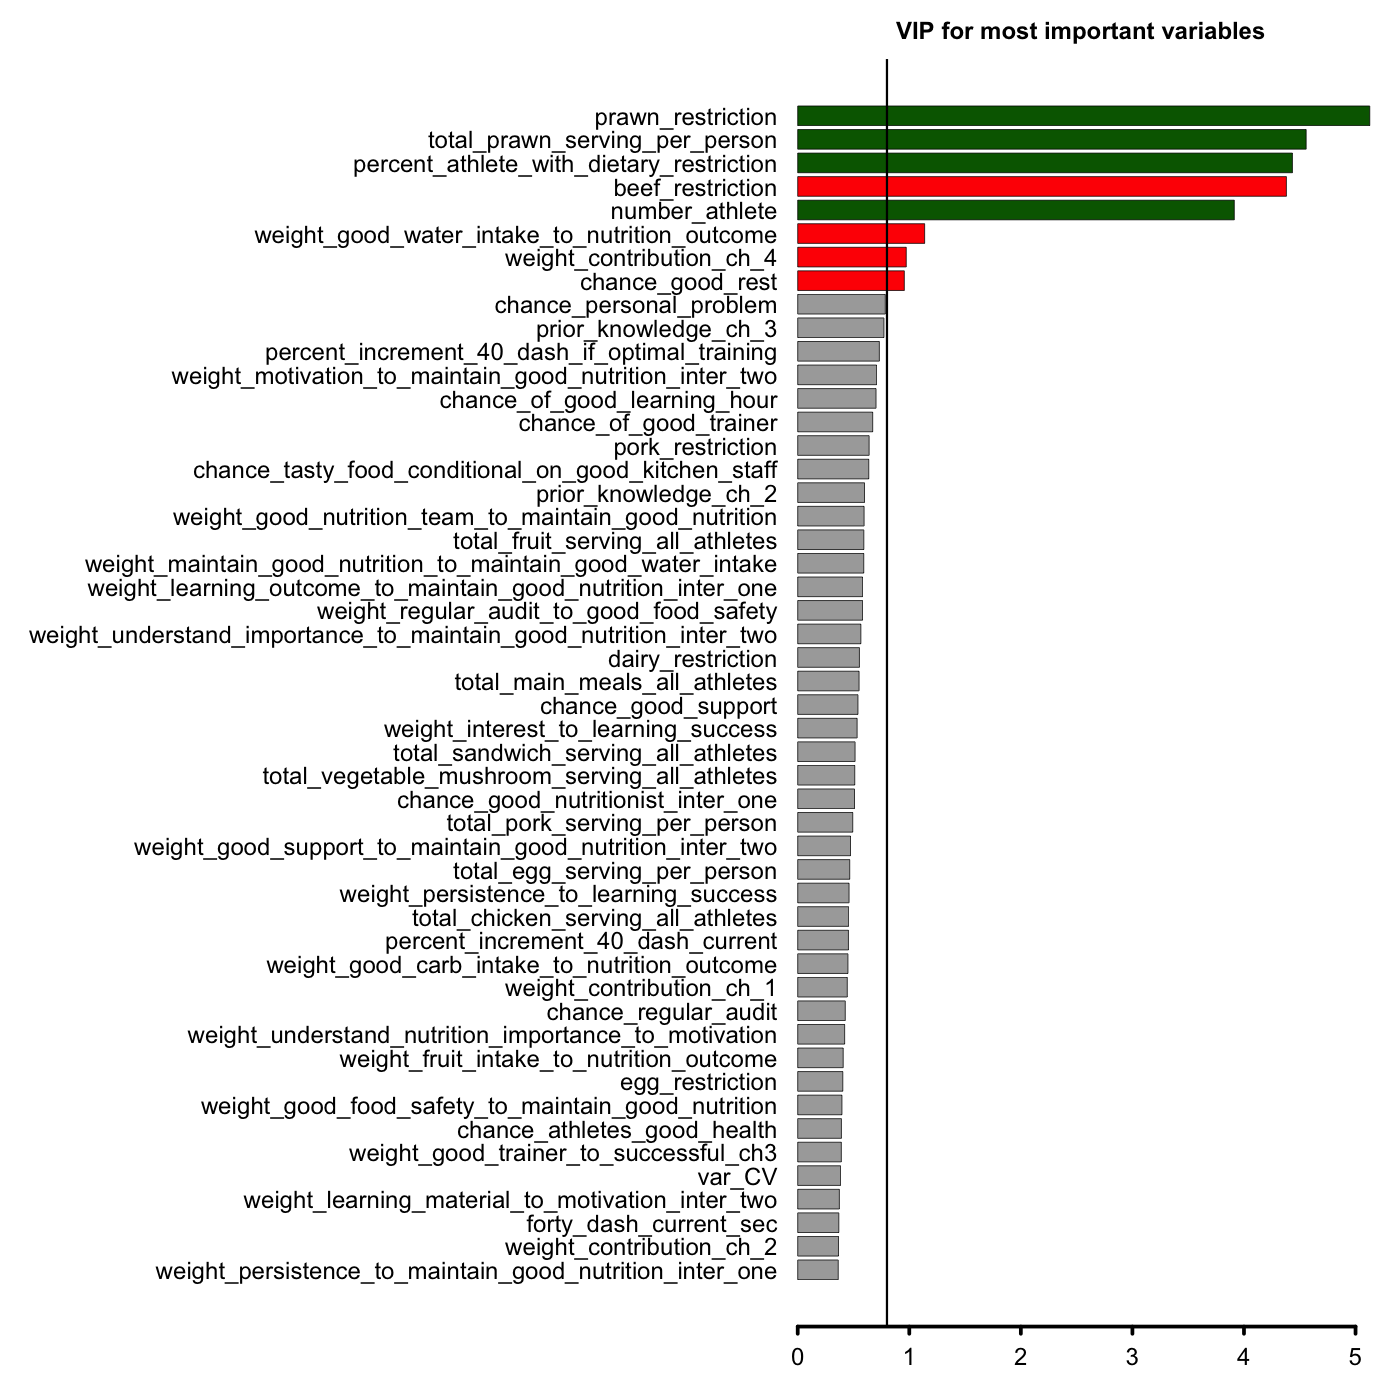 VIP for most important variables
prawn_restriction
total_prawn_serving_per_person
percent_athlete_with_dietary_restriction
beef_restriction
number_athlete
weight_good_water_intake_to_nutrition_outcome
weight_contribution_ch_4
chance_good_rest
chance_personal_problem
prior_knowledge_ch_3
percent_increment_40_dash_if_optimal_training
weight_motivation_to_maintain_good_nutrition_inter_two
chance_of_good_learning_hour
chance_of_good_trainer
pork_restriction
chance_tasty_food_conditional_on_good_kitchen_staff
prior_knowledge_ch_2
weight_good_nutrition_team_to_maintain_good_nutrition
total_fruit_serving_all_athletes
weight_maintain_good_nutrition_to_maintain_good_water_intake
weight_learning_outcome_to_maintain_good_nutrition_inter_one
weight_regular_audit_to_good_food_safety
weight_understand_importance_to_maintain_good_nutrition_inter_two
dairy_restriction
total_main_meals_all_athletes
chance_good_support
weight_interest_to_learning_success
total_sandwich_serving_all_athletes
total_vegetable_mushroom_serving_all_athletes
chance_good_nutritionist_inter_one
total_pork_serving_per_person
weight_good_support_to_maintain_good_nutrition_inter_two
total_egg_serving_per_person
weight_persistence_to_learning_success
total_chicken_serving_all_athletes
percent_increment_40_dash_current
weight_good_carb_intake_to_nutrition_outcome
weight_contribution_ch_1
chance_regular_audit
weight_understand_nutrition_importance_to_motivation
weight_fruit_intake_to_nutrition_outcome
egg_restriction
weight_good_food_safety_to_maintain_good_nutrition
chance_athletes_good_health
weight_good_trainer_to_successful_ch3
var_CV
weight_learning_material_to_motivation_inter_two
forty_dash_current_sec
weight_contribution_ch_2
weight_persistence_to_maintain_good_nutrition_inter_one
0 1 2 3 4 5